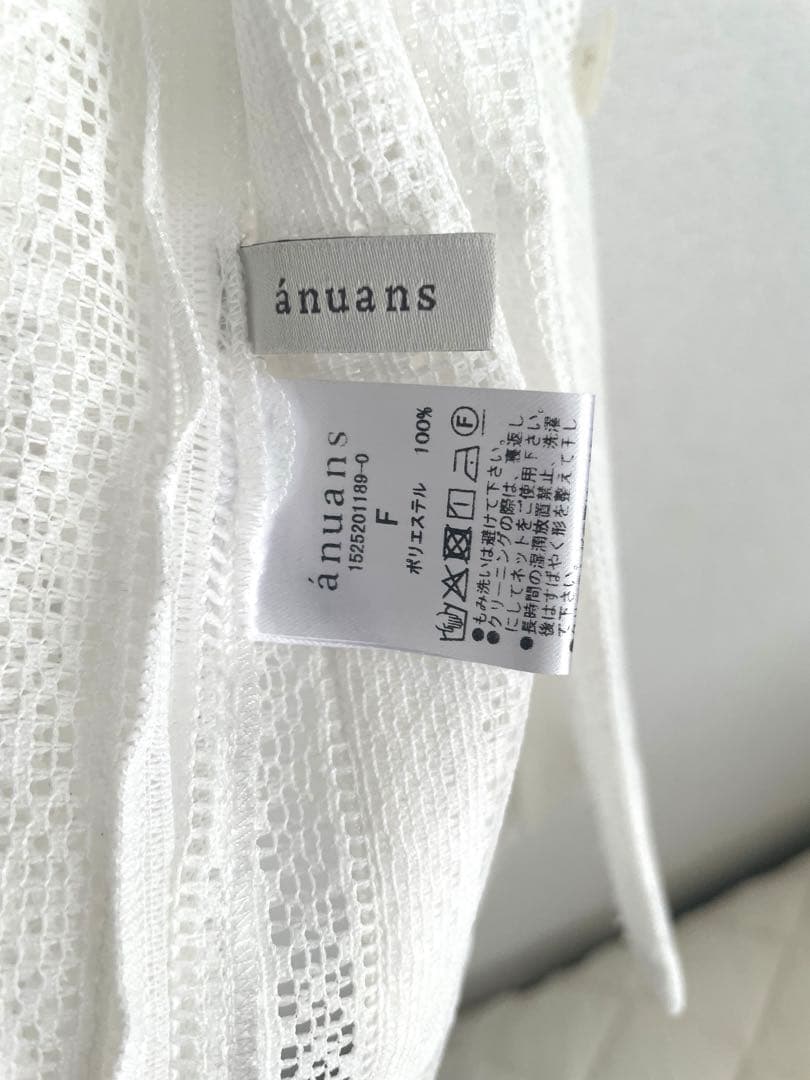 ánuans
ánuans
1525201189-0
F
ポリエステル 100%
F
●もみ洗いは避けて下さい。
●クリーニングの際は、裏返し
にしてネットをご使用下さい。
●長時間の湿潤放置禁止、洗濯
後はすばやく形を整えて干し
て下さい。